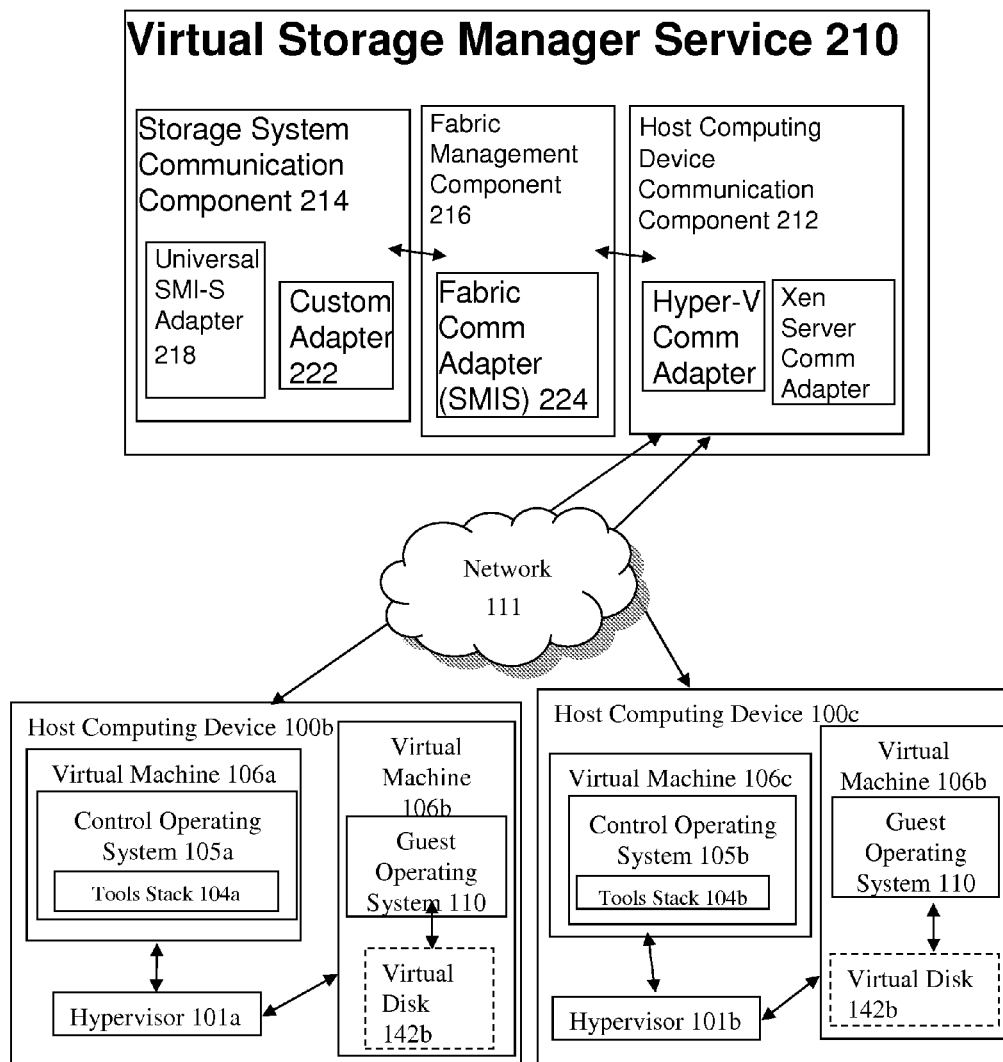 Virtual Storage Manager Service 210
Storage System
Communication
Component 214
Universal
SMI-S
Adapter
218
Custom
Adapter
222
Fabric
Management
Component
216
Fabric
Comm
Adapter
(SMIS) 224
Host Computing
Device
Communication
Component 212
Hyper-V
Comm
Adapter
Xen
Server
Comm
Adapter
Network
111
Host Computing Device 100b
Virtual Machine 106a
Control Operating
System 105a
Tools Stack 104a
Hypervisor 101a
Virtual
Machine
106b
Guest
Operating
System 110
Virtual
Disk
142b
Host Computing Device 100c
Virtual Machine 106c
Control Operating
System 105b
Tools Stack 104b
Hypervisor 101b
Virtual
Machine 106b
Guest
Operating
System 110
Virtual Disk
142b